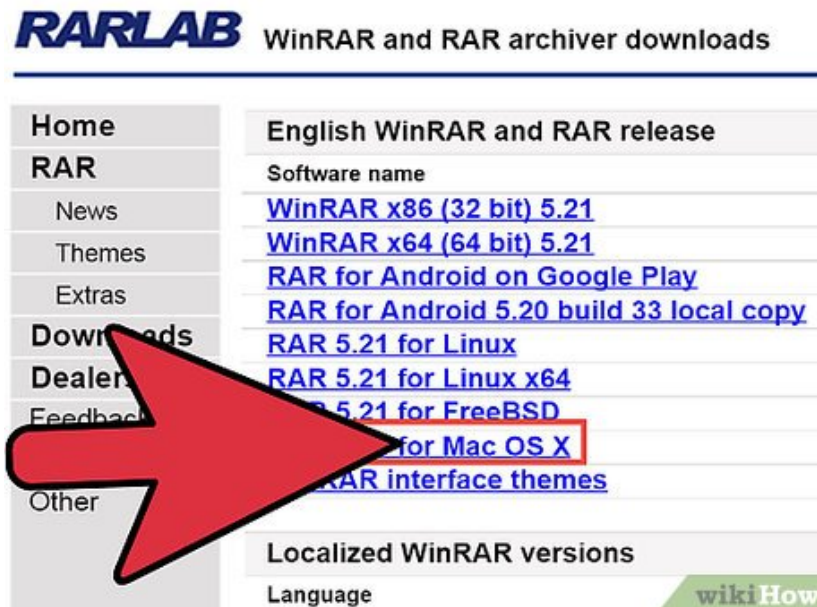 RARLAB WinRAR and RAR archiver downloads
Home
RAR
News
Themes
Extras
Downloads
Dealers
Feedback
Other
English WinRAR and RAR release
Software name
WinRAR x86 (32 bit) 5.21
WinRAR x64 (64 bit) 5.21
RAR for Android on Google Play
RAR for Android 5.20 build 33 local copy
RAR 5.21 for Linux
RAR 5.21 for Linux x64
5.21 for FreeBSD
for Mac OS X
interface themes
Localized WinRAR versions
Language
wikiHow